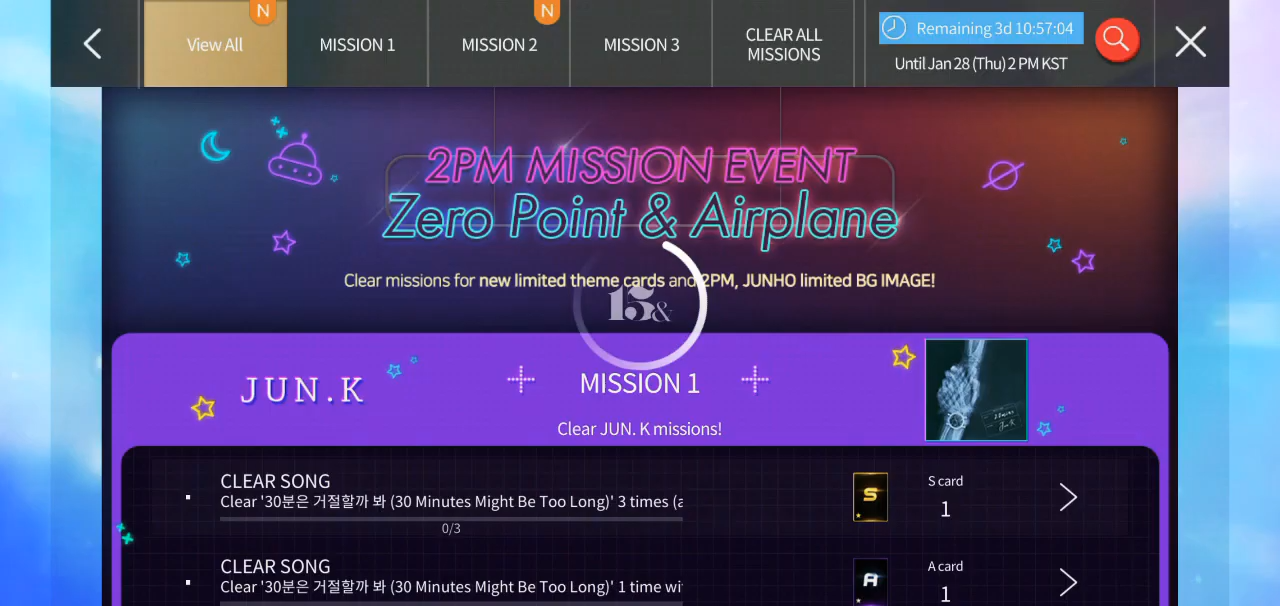 N
N
View All
MISSION 1
MISSION 2
MISSION 3
CLEAR ALL
MISSIONS
Remaining 3d 10:57:04
Until Jan 28 (Thu) 2 PM KST
2PM MISSION EVENT
Zero Point & Airplane
Clear missions for new limited theme cards and 2PM, JUNHO limited BG IMAGE!
15&
JUN.K
MISSION 1
Clear JUN. K missions!
CLEAR SONG
Clear '30분은 거절할까 봐 (30 Minutes Might Be Too Long)' 3 times (a
0/3
S
S card
1
CLEAR SONG
Clear '30분은 거절할까 봐 (30 Minutes Might Be Too Long)' 1 time wi
A
A card
1